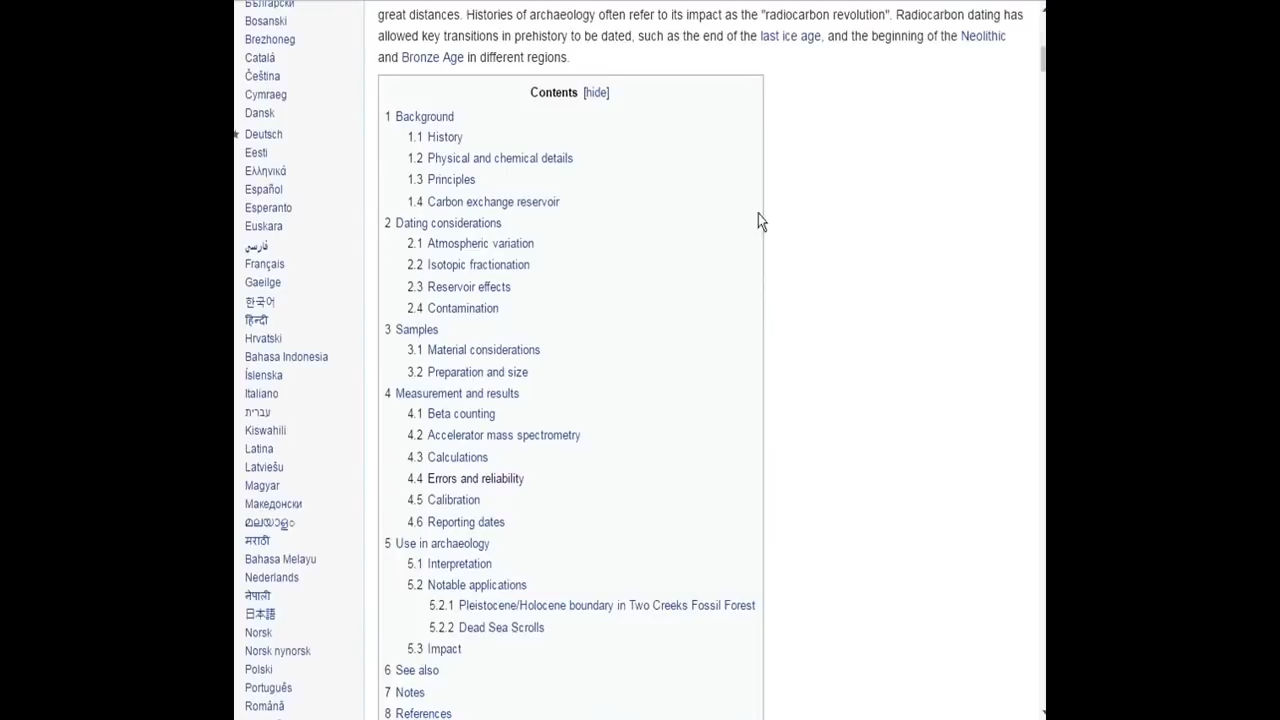 Български
Bosanski
Brezhoneg
Català
Čeština
Cymraeg
Dansk
Deutsch
Eesti
Ελληνικά
Español
Esperanto
Euskara
فارسی
Français
Gaeilge
한국어
हिन्दी
Hrvatski
Bahasa Indonesia
Íslenska
Italiano
עברית
Kiswahili
Latina
Latviešu
Magyar
Македонски
മലയാളം
मराठी
Bahasa Melayu
Nederlands
नेपाली
日本語
Norsk
Norsk nynorsk
Polski
Português
Română
great distances. Histories of archaeology often refer to its impact as the "radiocarbon revolution". Radiocarbon dating has
allowed key transitions in prehistory to be dated, such as the end of the last ice age, and the beginning of the Neolithic
and Bronze Age in different regions.
Contents [hide]
1 Background
1.1 History
1.2 Physical and chemical details
1.3 Principles
1.4 Carbon exchange reservoir
2 Dating considerations
2.1 Atmospheric variation
2.2 Isotopic fractionation
2.3 Reservoir effects
2.4 Contamination
3 Samples
3.1 Material considerations
3.2 Preparation and size
4 Measurement and results
4.1 Beta counting
4.2 Accelerator mass spectrometry
4.3 Calculations
4.4 Errors and reliability
4.5 Calibration
4.6 Reporting dates
5 Use in archaeology
5.1 Interpretation
5.2 Notable applications
5.2.1 Pleistocene/Holocene boundary in Two Creeks Fossil Forest
5.2.2 Dead Sea Scrolls
5.3 Impact
6 See also
7 Notes
8 References